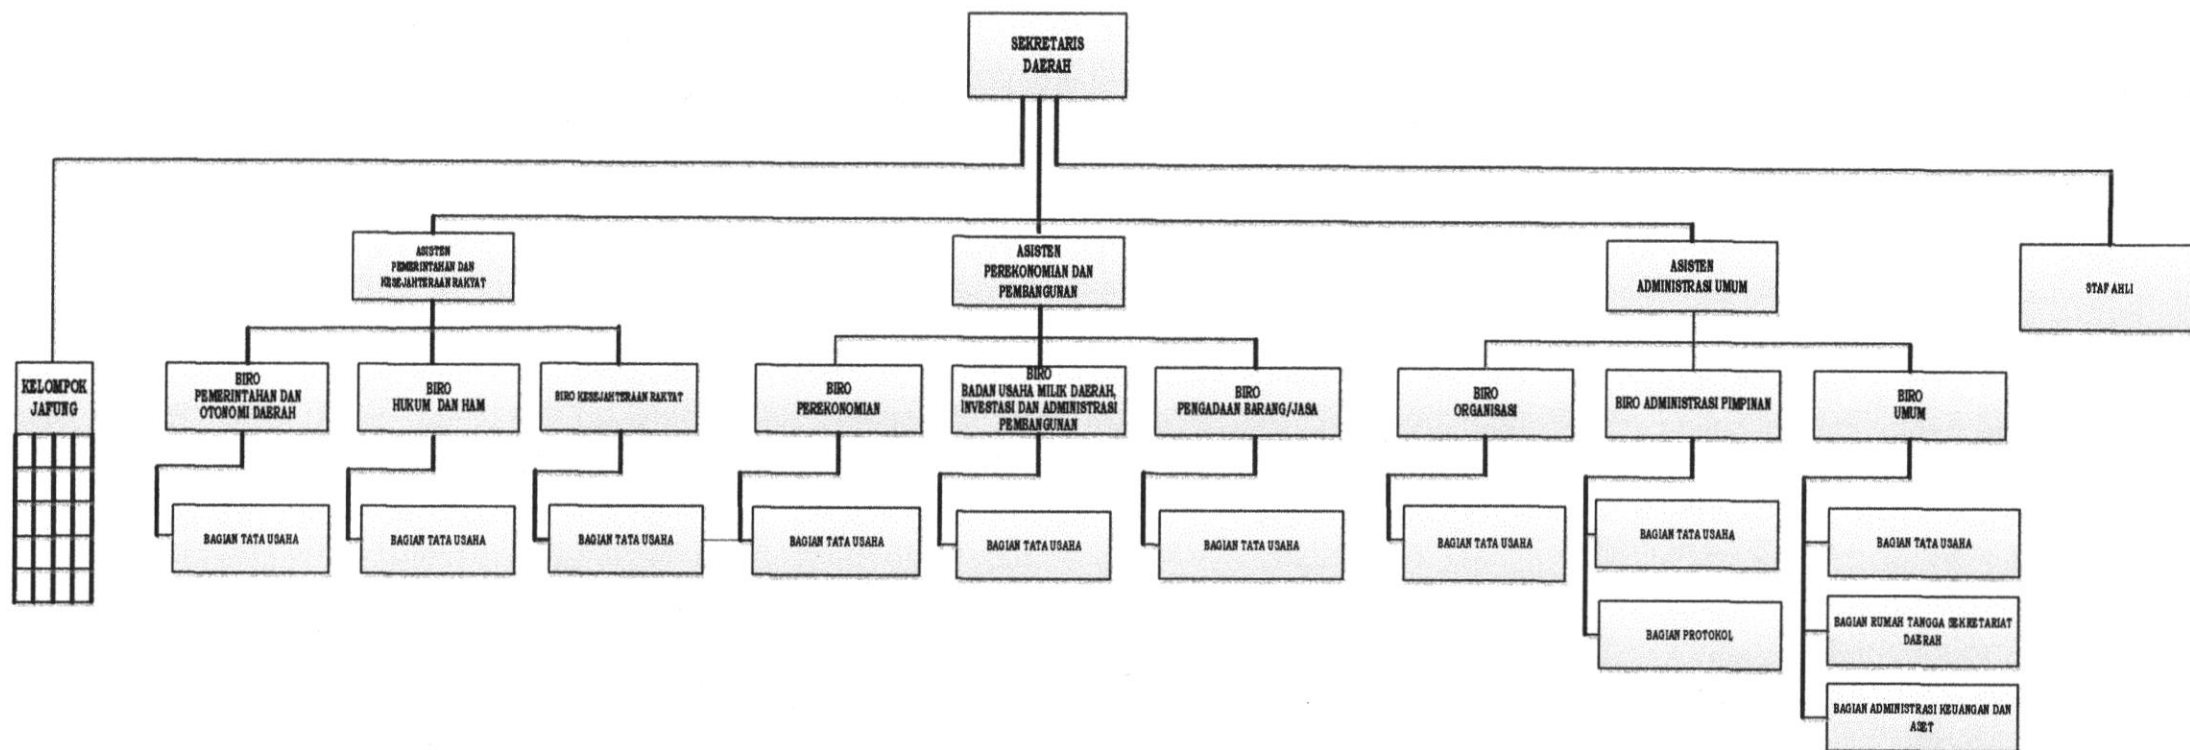 SEKRETARIS
DAERAH
ASISTEN
PEMERINTAHAN DAN
KESEJAHTERAAN RAKYAT
ASISTEN
PEREKONOMIAN DAN
PEMBANGUNAN
ASISTEN
ADMINISTRASI UMUM
STAF AHLI
KELOMPOK
JAFUNG
BIRO
PEMERINTAHAN DAN
OTONOMI DAERAH
BIRO
HUKUM DAN HAM
BIRO KESEJAHTERAAN RAKYAT
BIRO
PEREKONOMIAN
BIRO
BADAN USAHA MILIK DAERAH,
INVESTASI DAN ADMINISTRASI
PEMBANGUNAN
BIRO
PENGADAAN BARANG/JASA
BIRO
ORGANISASI
BIRO ADMINISTRASI PIMPINAN
BIRO
UMUM
BAGIAN TATA USAHA
BAGIAN TATA USAHA
BAGIAN TATA USAHA
BAGIAN TATA USAHA
BAGIAN TATA USAHA
BAGIAN TATA USAHA
BAGIAN TATA USAHA
BAGIAN TATA USAHA
BAGIAN TATA USAHA
BAGIAN PROTOKOL
BAGIAN RUMAH TANGGA SEKRETARIAT
DAERAH
BAGIAN ADMINISTRASI KEUANGAN DAN
ASET